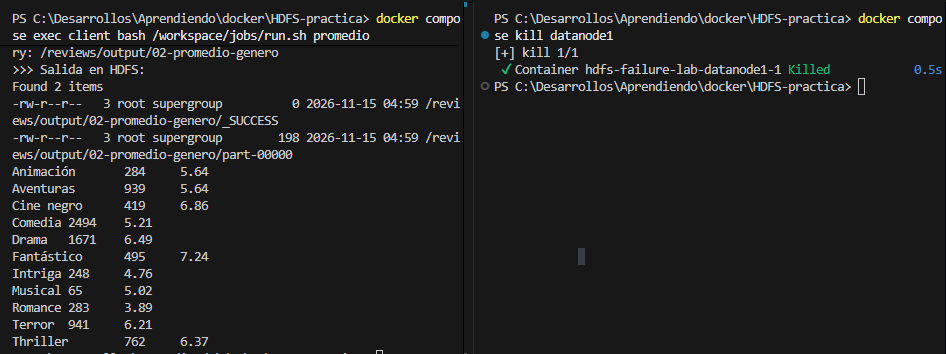 PS C:\Desarrollos\Aprendiendo\docker\HDFS-practica> docker compo
se exec client bash /workspace/jobs/run.sh promedio
ry: /reviews/output/02-promedio-genero
>>> Salida en HDFS:
Found 2 items
-rw-r--r--   3 root supergroup          0 2026-11-15 04:59 /revi
ews/output/02-promedio-genero/_SUCCESS
-rw-r--r--   3 root supergroup        198 2026-11-15 04:59 /revi
ews/output/02-promedio-genero/part-00000
Animación       284     5.64
Aventuras       939     5.64
Cine negro      419     6.86
Comedia 2494    5.21
Drama   1671    6.49
Fantástico      495     7.24
Intriga 248     4.76
Musical 65      5.02
Romance 283     3.89
Terror  941     6.21
Thriller        762     6.37
PS C:\Desarrollos\Aprendiendo\docker\HDFS-practica> docker compo
se kill datanode1
[+] kill 1/1
✓ Container hdfs-failure-lab-datanode1-1 Killed 0.5s
PS C:\Desarrollos\Aprendiendo\docker\HDFS-practica>